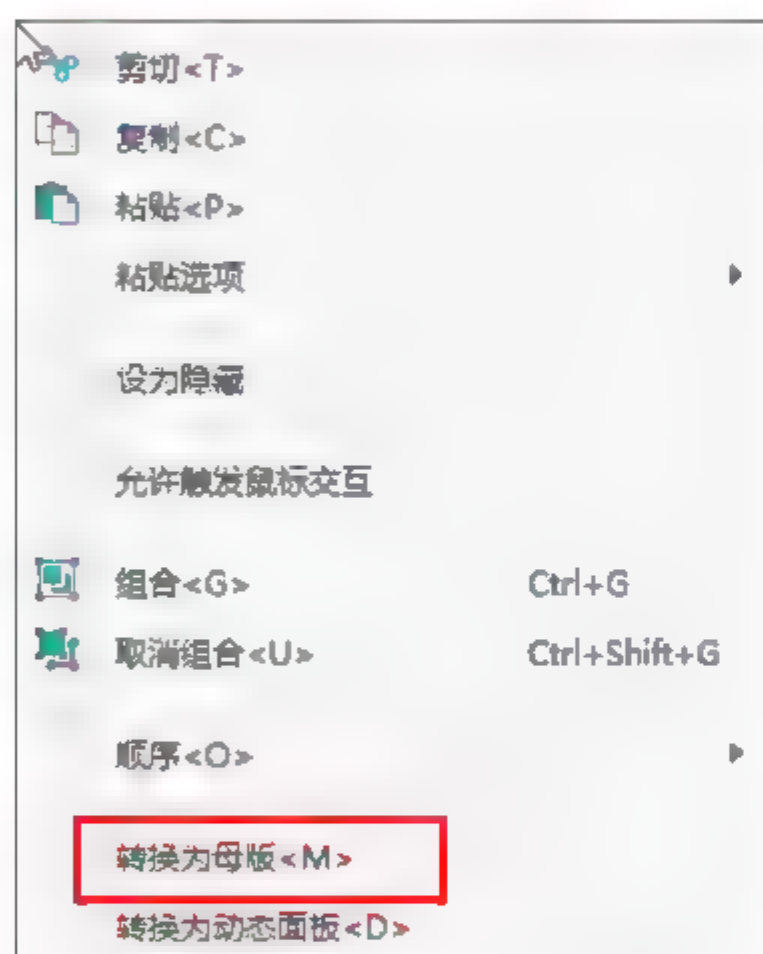 剪切<T>
复制<C>
粘贴<P>
粘贴选项
设为隐藏
允许触发鼠标交互
组合<G> Ctrl+G
取消组合<U> Ctrl+Shift+G
顺序<O>
转换为母版<M>
转换为动态面板<D>